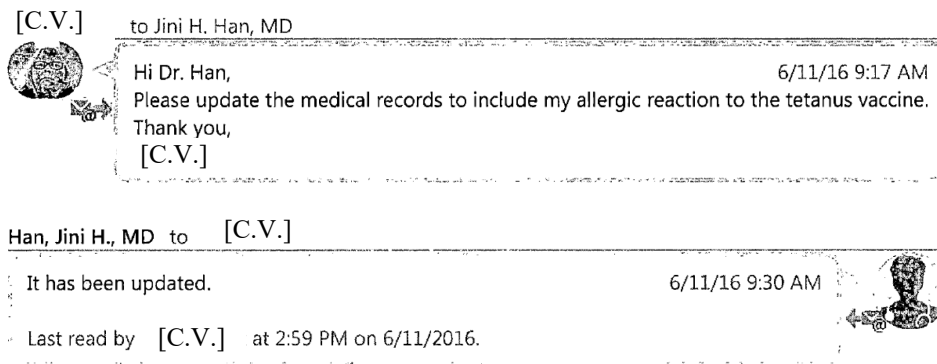 [C.V.] to Jini H. Han, MD
Hi Dr. Han, 6/11/16 9:17 AM
Please update the medical records to include my allergic reaction to the tetanus vaccine.
Thank you,
[C.V.]
Han, Jini H., MD to [C.V.]
It has been updated. 6/11/16 9:30 AM
Last read by [C.V.] at 2:59 PM on 6/11/2016.